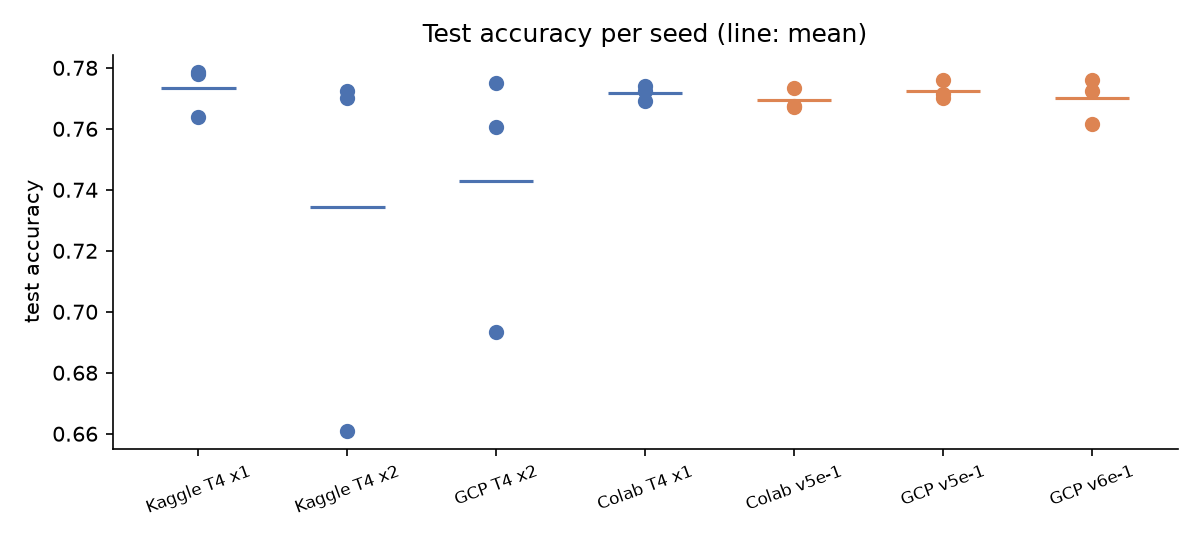 Test accuracy per seed (line: mean)
test accuracy
0.78
0.76
0.74
0.72
0.70
0.68
0.66
Kaggle T4 x1
Kaggle T4 x2
GCP T4 x2
Colab T4 x1
Colab v5e-1
GCP v5e-1
GCP v6e-1